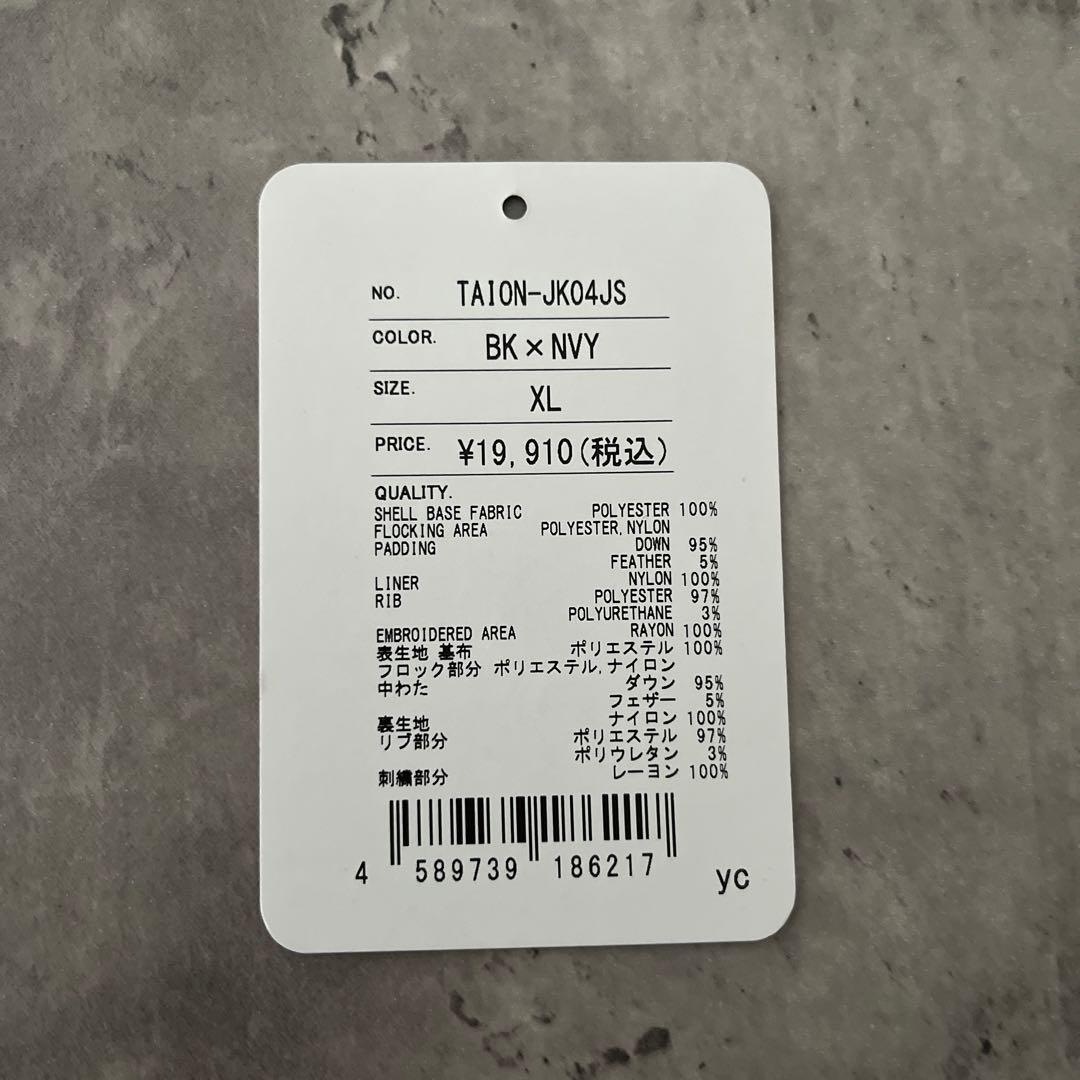 NO. TAION-JK04JS
COLOR. BK×NVY
SIZE. XL
PRICE. ¥19,910(税込)
QUALITY.
SHELL BASE FABRIC POLYESTER 100%
FLOCKING AREA POLYESTER,NYLON
PADDING DOWN 95%
FEATHER 5%
LINER NYLON 100%
RIB POLYESTER 97%
POLYURETHANE 3%
EMBROIDERED AREA RAYON 100%
表生地 基布 ポリエステル 100%
フロック部分 ポリエステル,ナイロン
中わた ダウン 95%
フェザー 5%
裏生地 ナイロン 100%
リブ部分 ポリエステル 97%
ポリウレタン 3%
刺繍部分 レーヨン 100%
4 589739 186217
yc